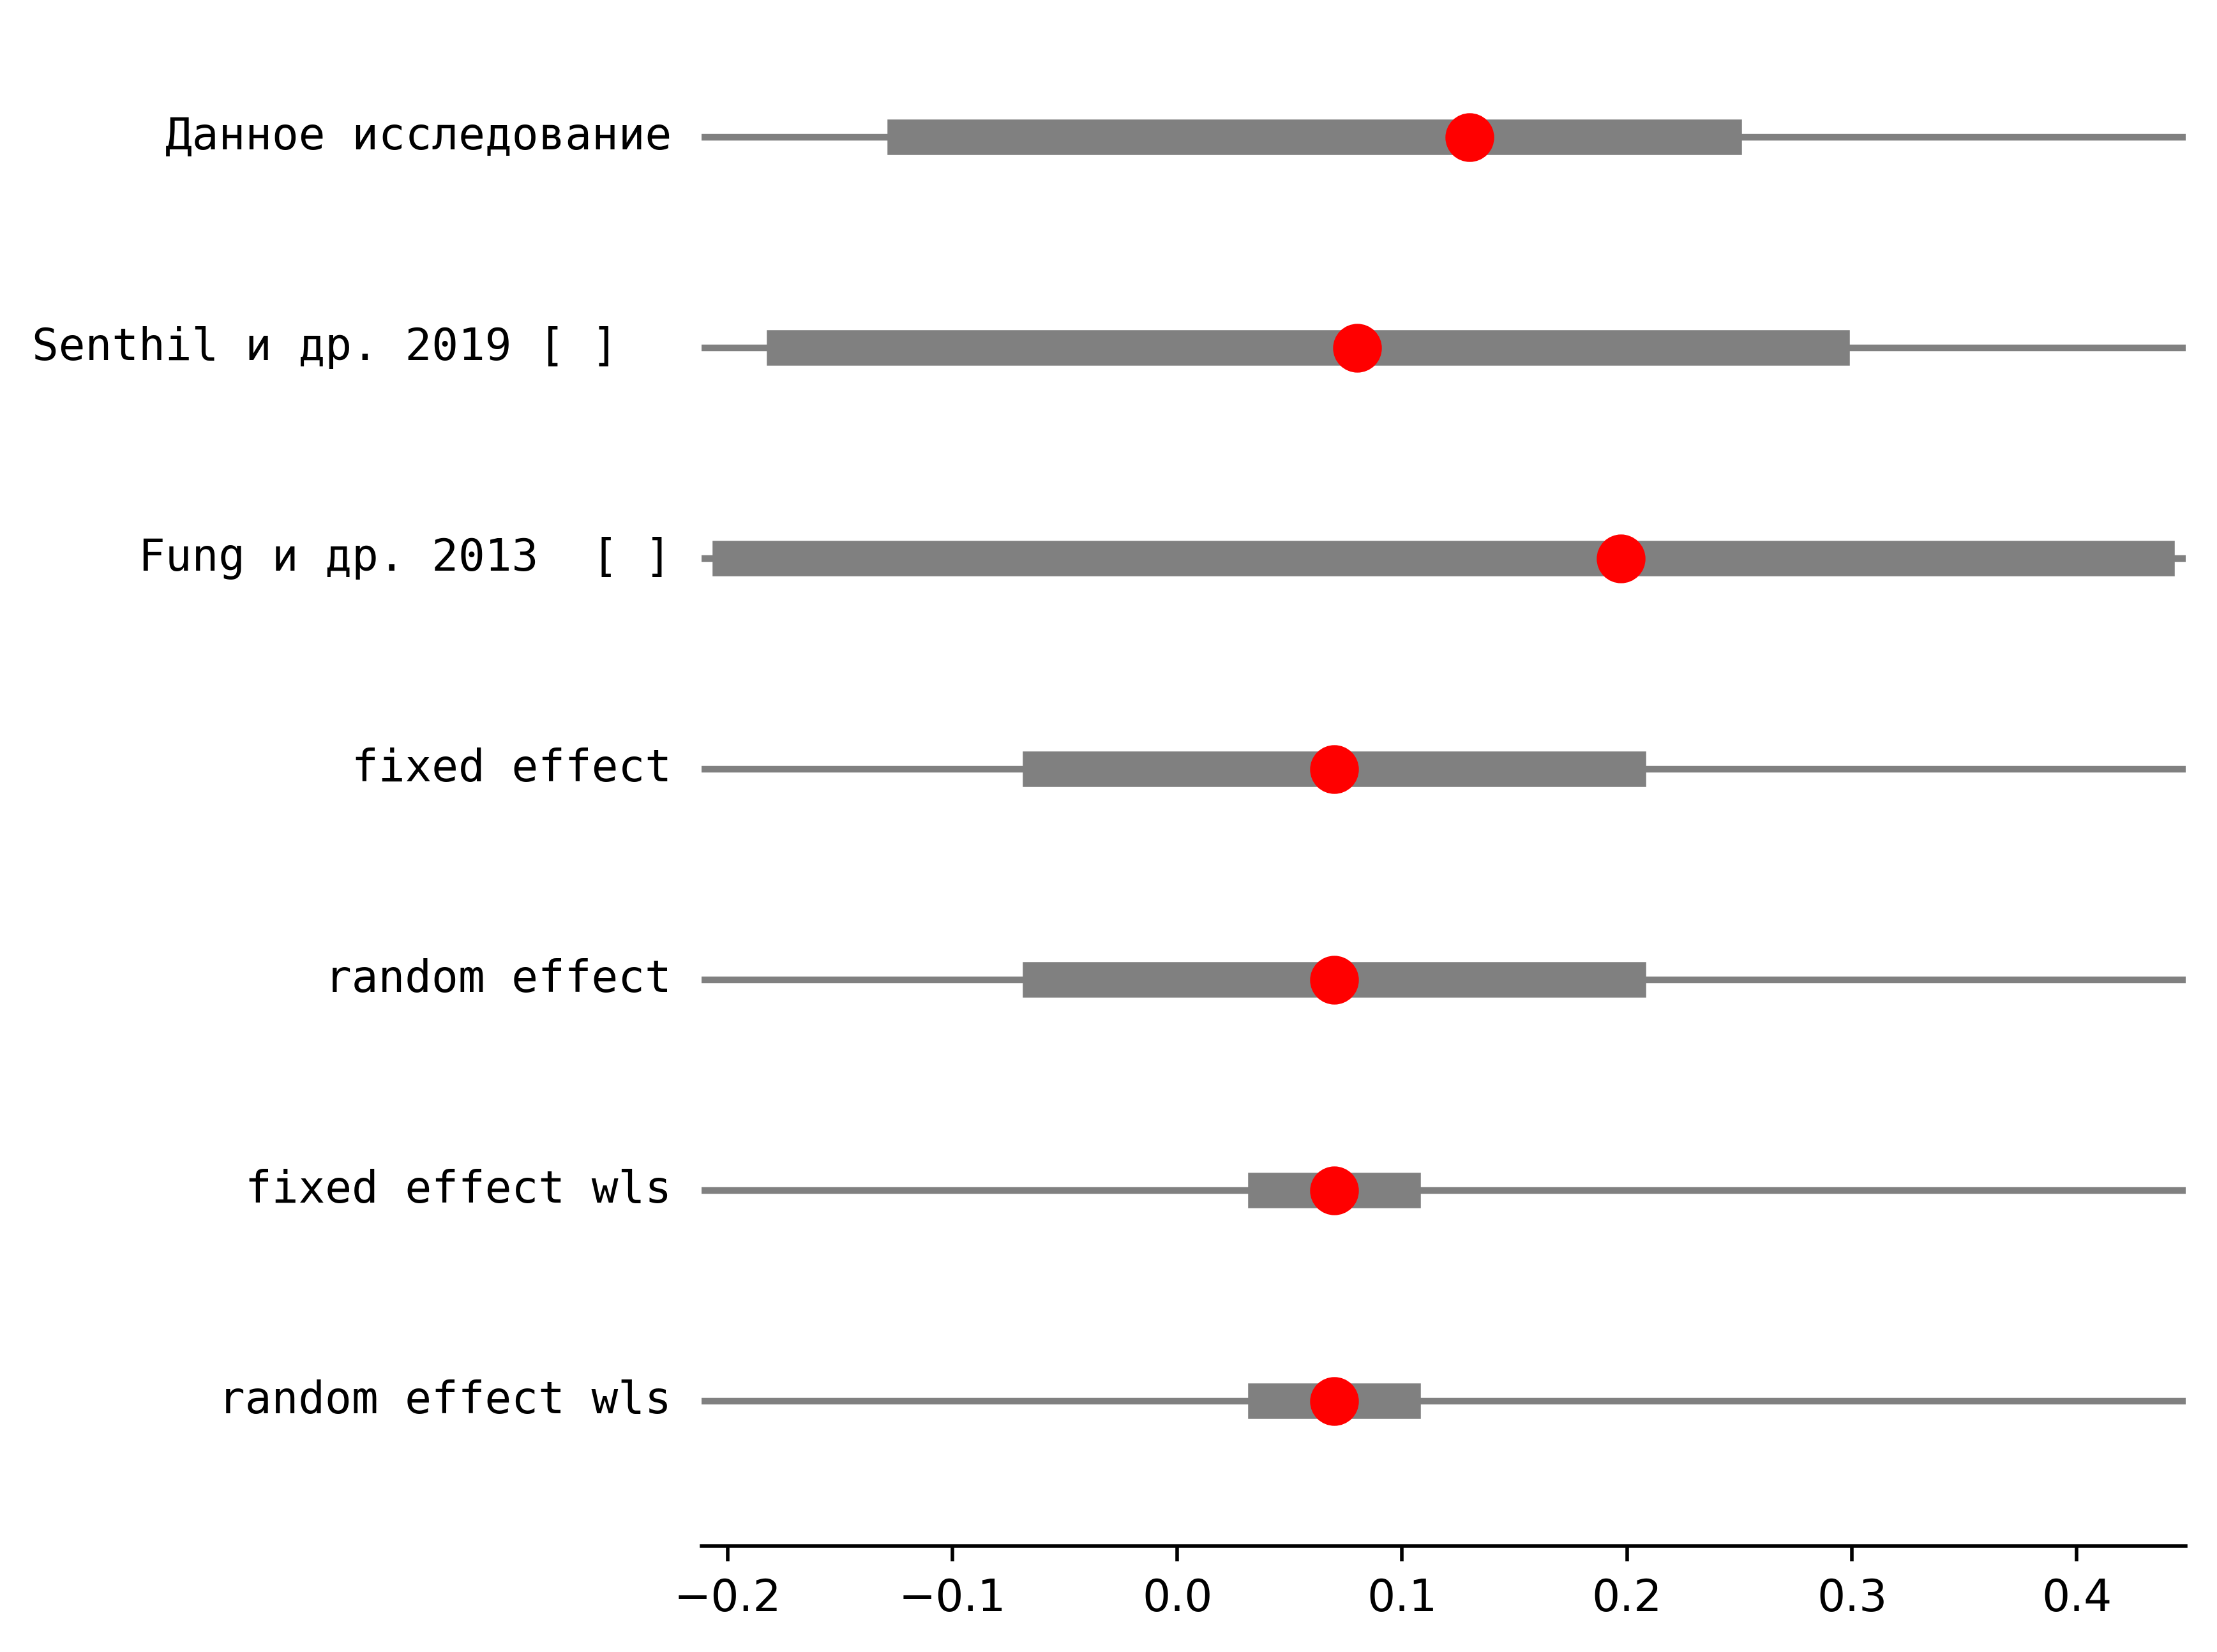 Данное исследование
Senthil и др. 2019 [ ]
Fung и др. 2013  [ ]
fixed effect
random effect
fixed effect wls
random effect wls
−0.2 −0.1 0.0 0.1 0.2 0.3 0.4